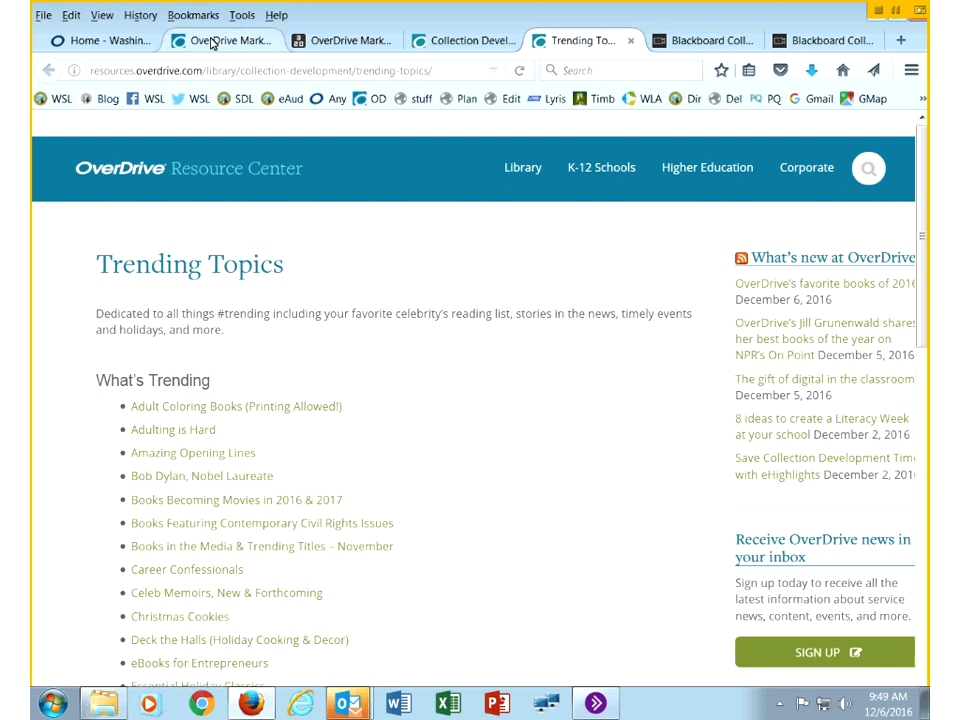 File Edit View History Bookmarks Tools Help
Home - Washin... OverDrive Mark... OverDrive Mark... Collection Devel... Trending To... × Blackboard Coll... Blackboard Coll... +
resources.overdrive.com/library/collection-development/trending-topics/ Search
WSL Blog WSL WSL SDL eAud Any OD stuff Plan Edit Lyris Timb WLA Dir Del PQ PQ Gmail GMap »
OverDrive Resource Center Library K-12 Schools Higher Education Corporate
Trending Topics
Dedicated to all things #trending including your favorite celebrity's reading list, stories in the news, timely events
and holidays, and more.
What's Trending
Adult Coloring Books (Printing Allowed!)
Adulting is Hard
Amazing Opening Lines
Bob Dylan, Nobel Laureate
Books Becoming Movies in 2016 & 2017
Books Featuring Contemporary Civil Rights Issues
Books in the Media & Trending Titles – November
Career Confessionals
Celeb Memoirs, New & Forthcoming
Christmas Cookies
Deck the Halls (Holiday Cooking & Decor)
eBooks for Entrepreneurs
Essential Holiday Classics
What's new at OverDrive
OverDrive's favorite books of 2016
December 6, 2016
OverDrive's Jill Grunenwald shares
her best books of the year on
NPR's On Point December 5, 2016
The gift of digital in the classroom
December 5, 2016
8 ideas to create a Literacy Week
at your school December 2, 2016
Save Collection Development Time
with eHighlights December 2, 201
Receive OverDrive news in
your inbox
Sign up today to receive all the
latest information about service
news, content, events, and more.
SIGN UP
9:49 AM
12/6/2016